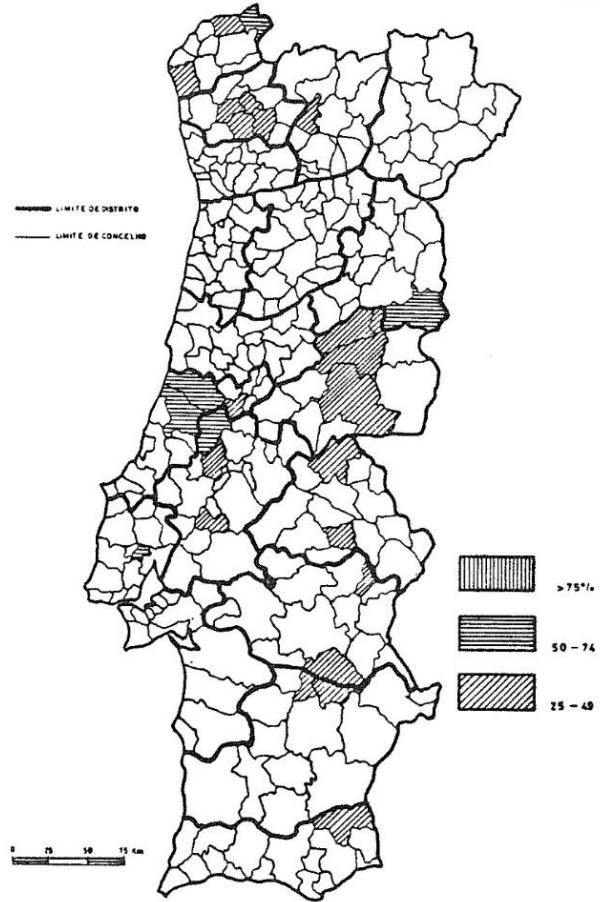 LIMITE DE DISTRITO
LIMITE DE CONCELHO
>75%
50 – 74
25 – 49
0 25 50 75 Km